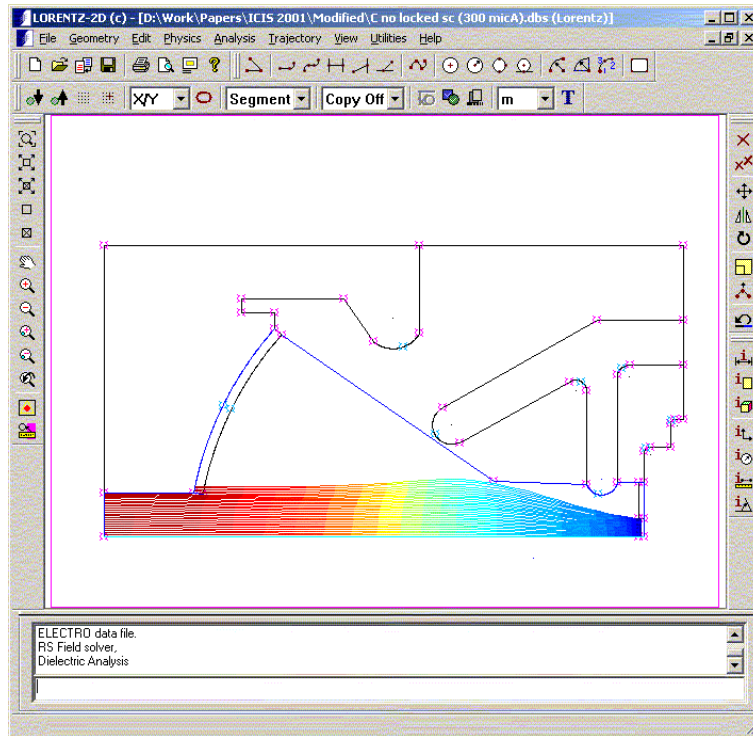 LORENTZ-2D (c) - [D:\Work\Papers\ICIS 2001\Modified\C no locked sc (300 micA).dbs (Lorentz)]
File Geometry Edit Physics Analysis Trajectory View Utilities Help
X/Y Segment Copy Off m T
ELECTRO data file.
RS Field solver,
Dielectric Analysis